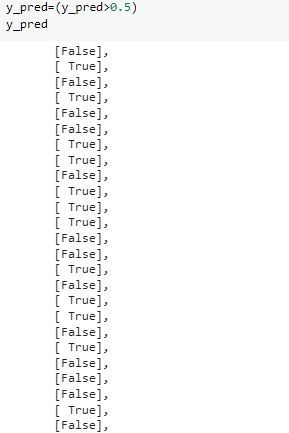 y_pred=(y_pred>0.5)
y_pred
[False],
[ True],
[False],
[ True],
[False],
[False],
[ True],
[ True],
[False],
[ True],
[ True],
[ True],
[False],
[False],
[ True],
[False],
[ True],
[ True],
[False],
[ True],
[False],
[False],
[False],
[ True],
[False],